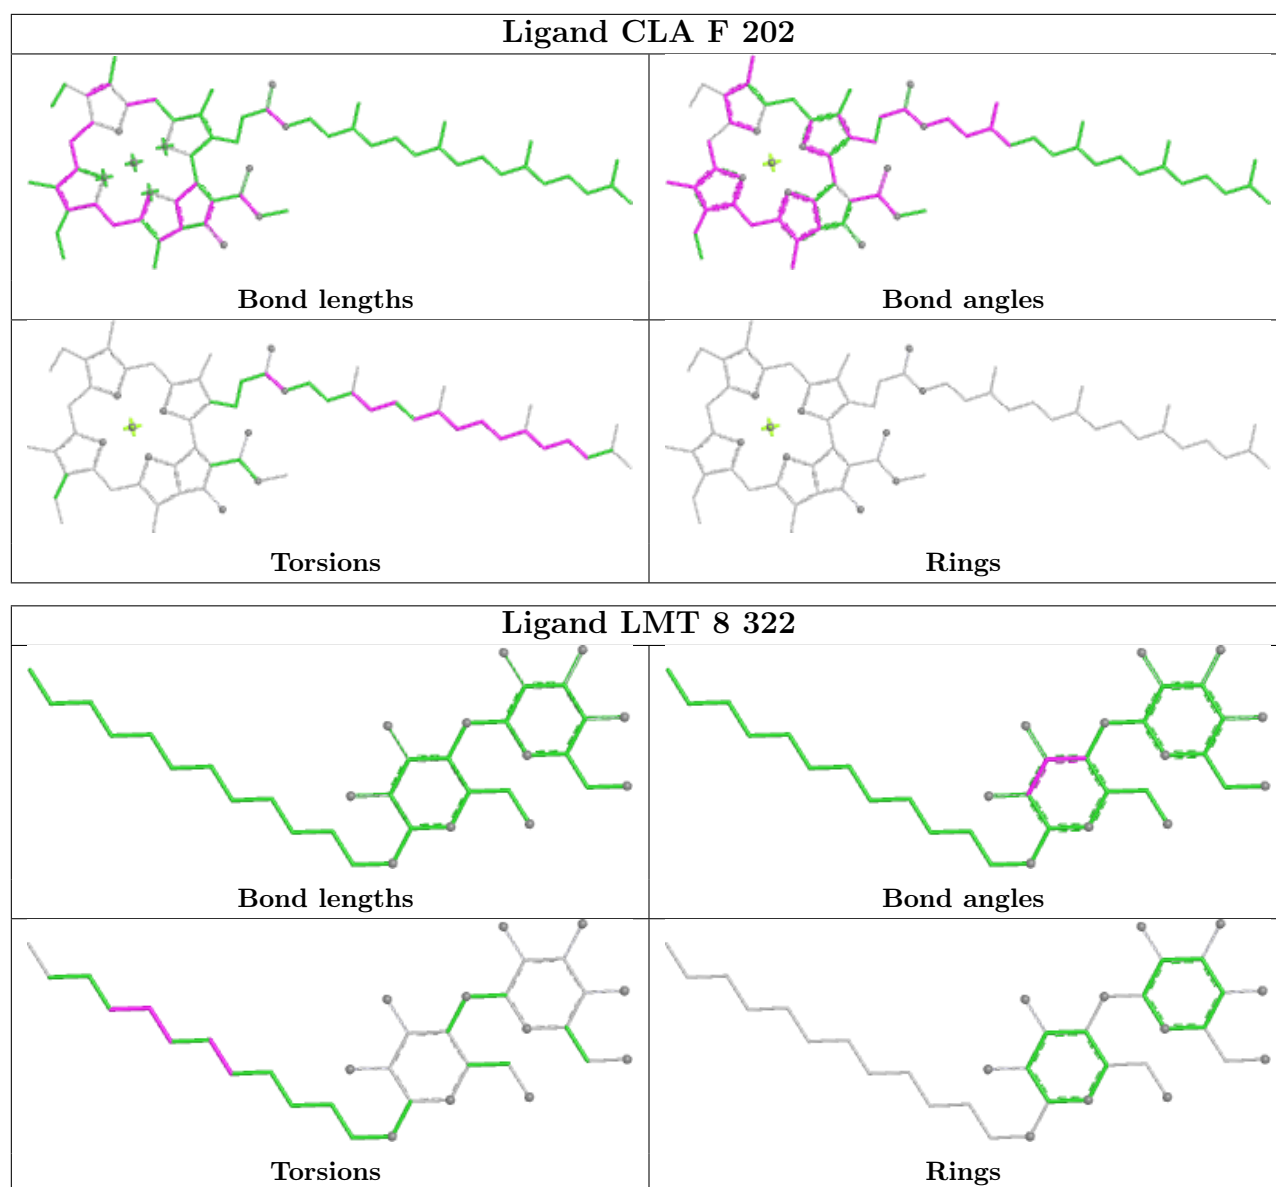 Ligand CLA F 202
Bond lengths
Bond angles
Torsions
Rings
Ligand LMT 8 322
Bond lengths
Bond angles
Torsions
Rings